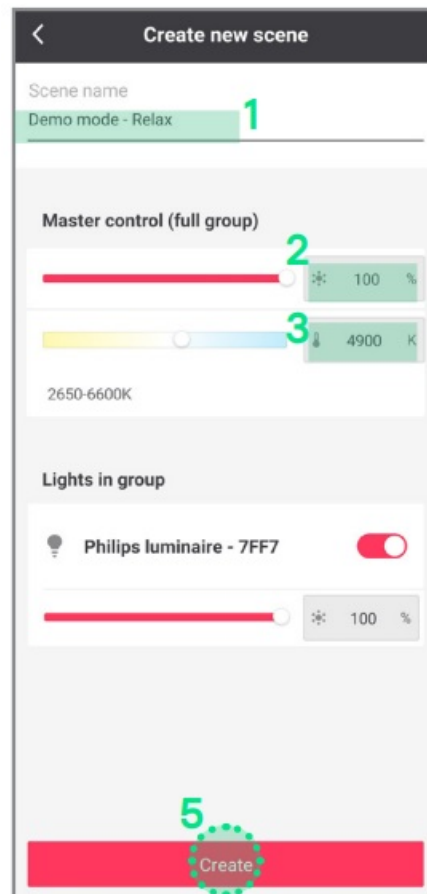 Create new scene
Scene name
Demo mode - Relax
1
Master control (full group)
2
100 %
3
4900 K
2650-6600K
Lights in group
Philips luminaire - 7FF7
100 %
5
Create